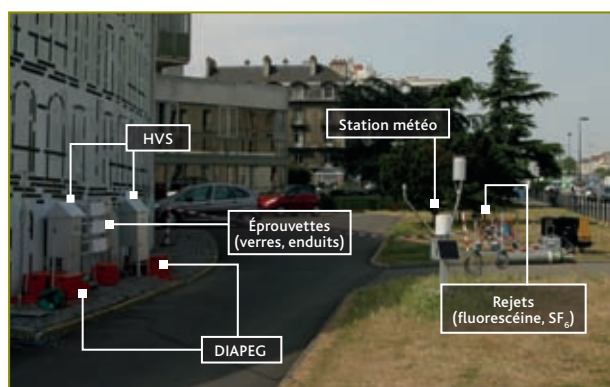 HVS
Station météo
Éprouvettes
(verres, enduits)
Rejets
(fluorescéine, SF₆)
DIAPEG